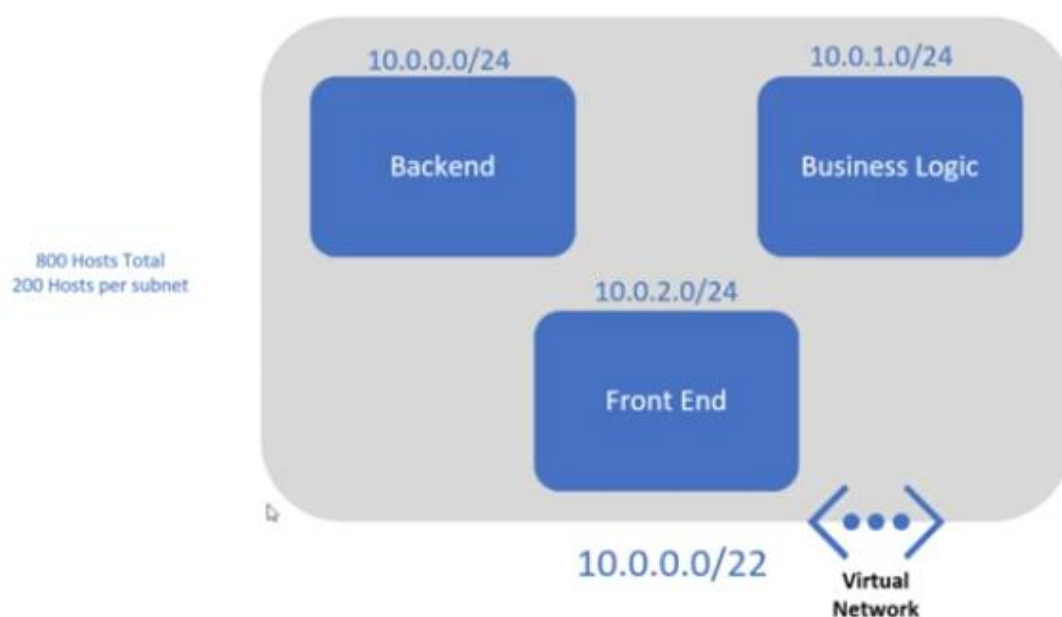 10.0.0.0/24
10.0.1.0/24
Backend
Business Logic
800 Hosts Total
200 Hosts per subnet
10.0.2.0/24
Front End
10.0.0.0/22
Virtual
Network